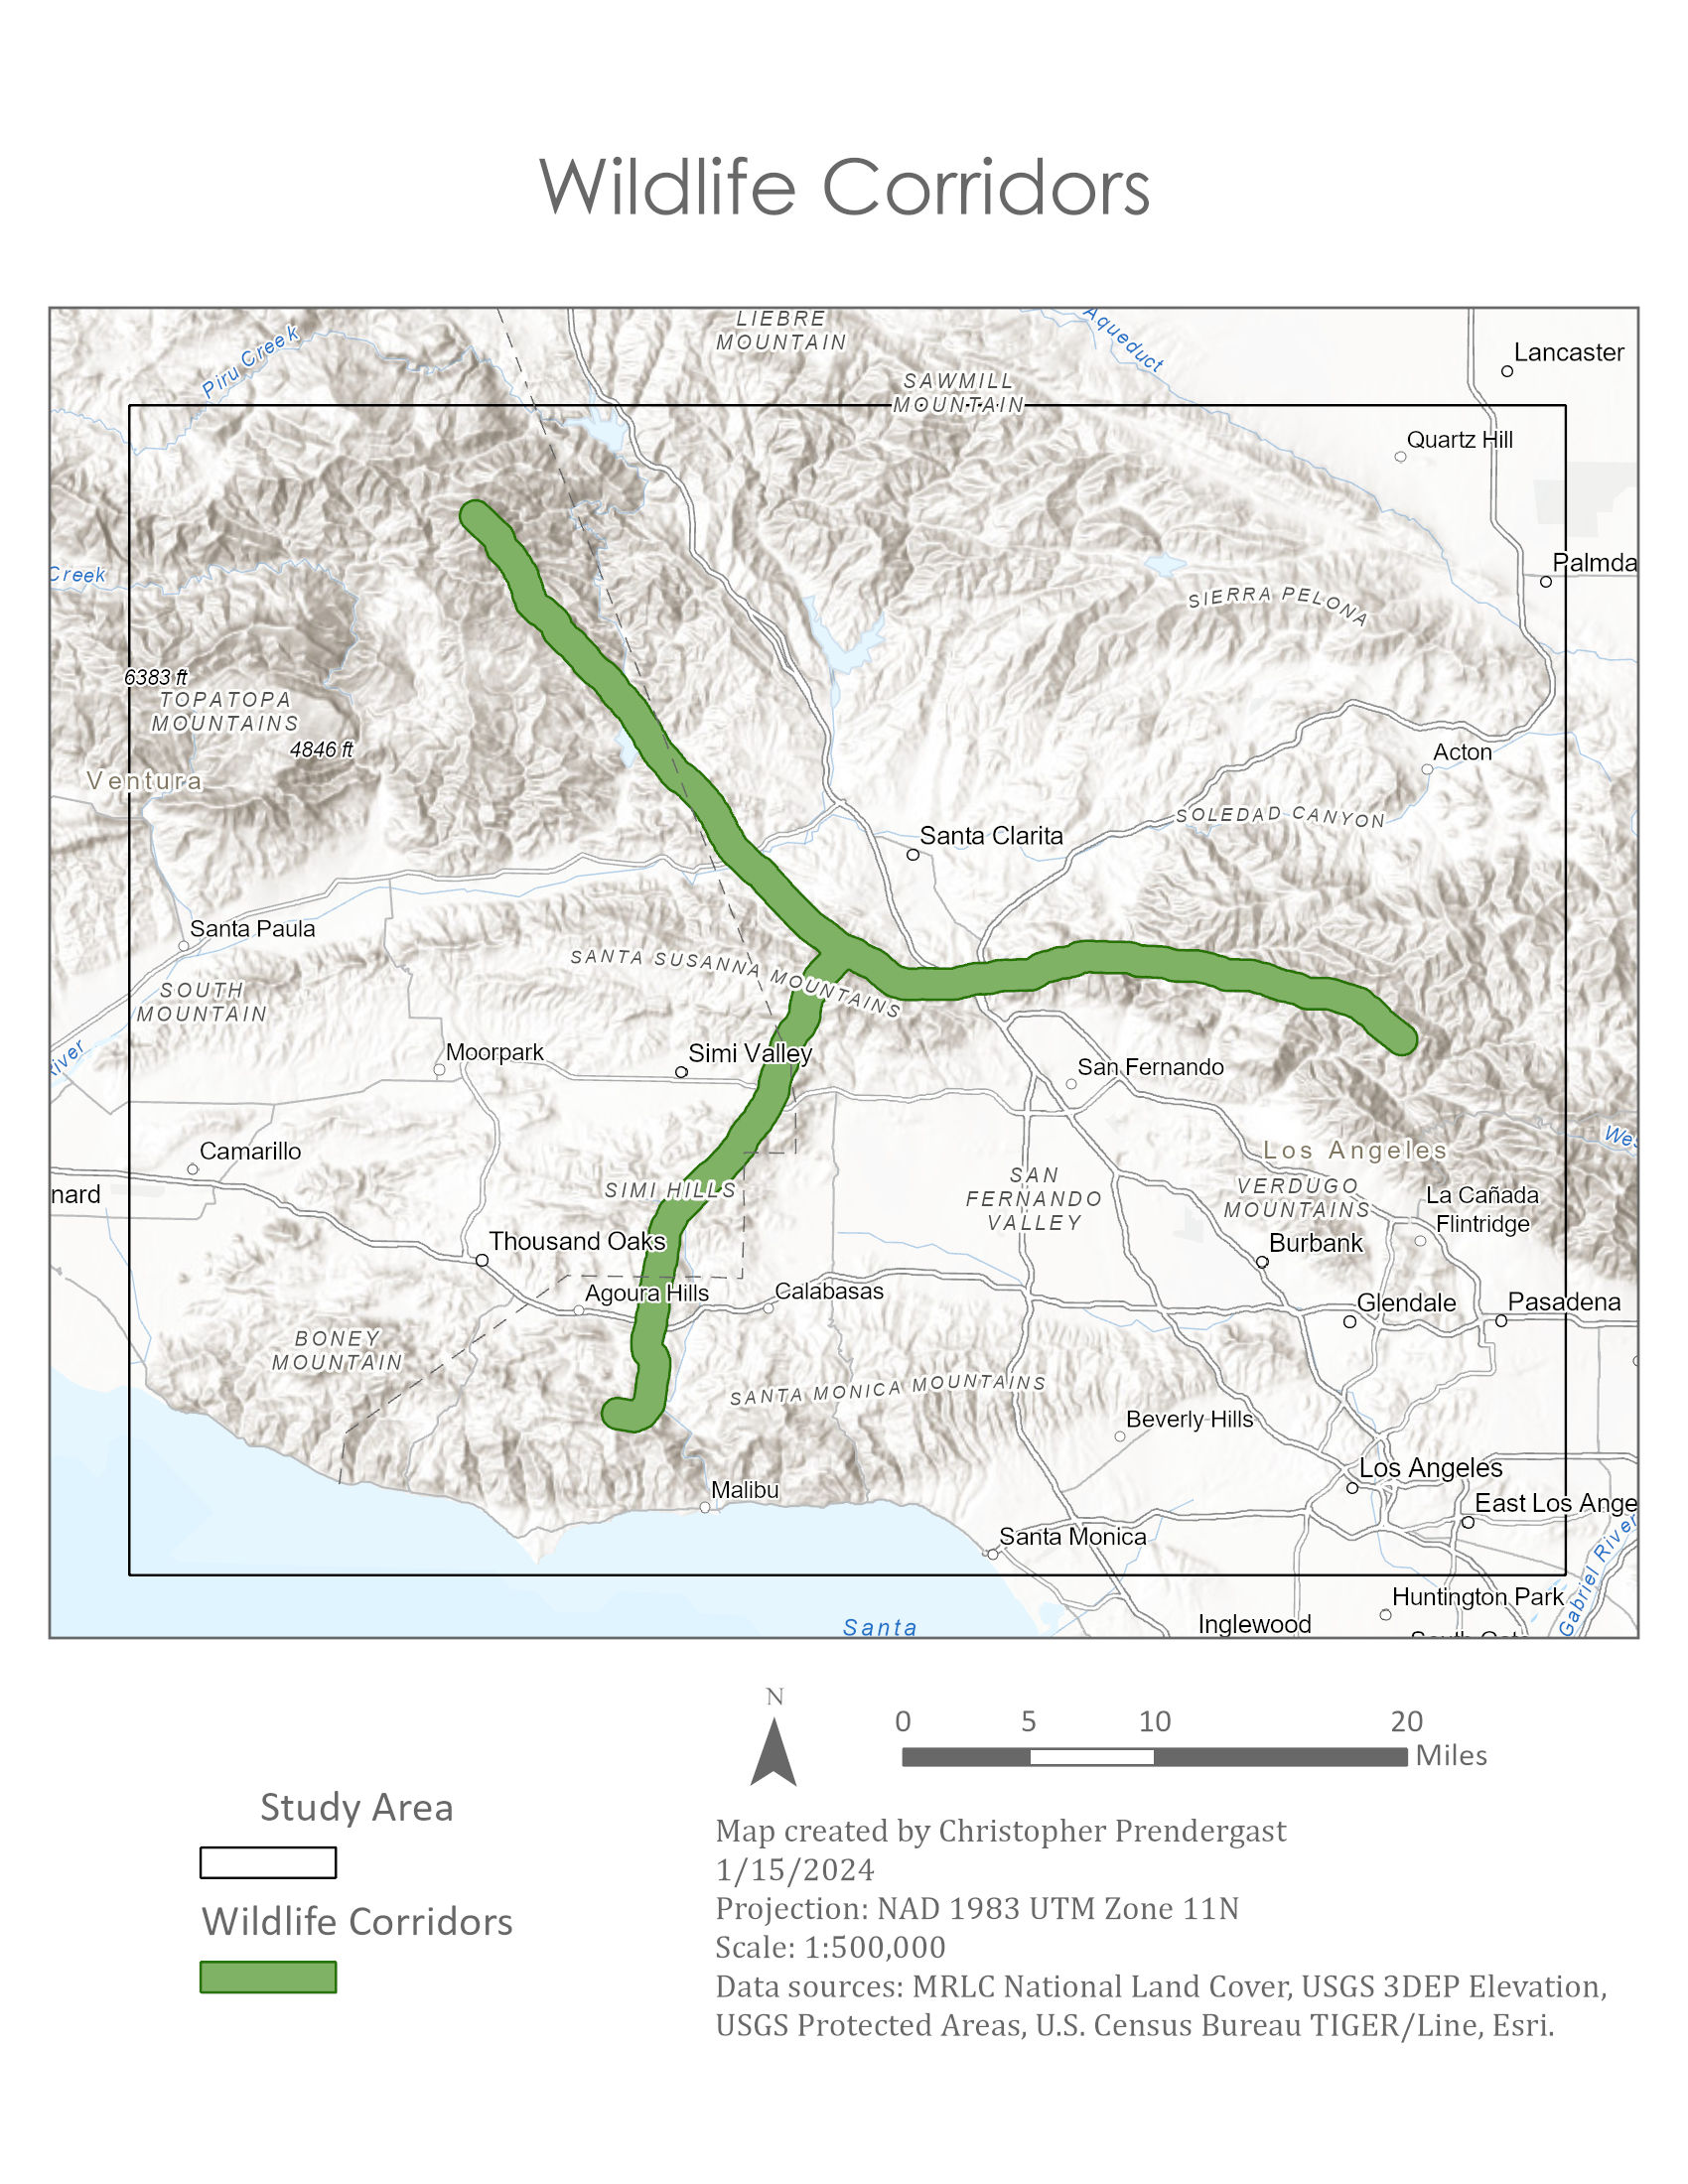 Wildlife Corridors
LIEBRE
MOUNTAIN
Aqueduct
Piru Creek
Lancaster
SAWMILL
MOUNTAIN
Quartz Hill
Creek
Palmda
SIERRA PELONA
6383 ft
TOPATOPA
MOUNTAINS
4846 ft
Ventura
Acton
SOLEDAD CANYON
Santa Clarita
Santa Paula
SANTA SUSANNA MOUNTAINS
SOUTH
MOUNTAIN
River
Moorpark
Simi Valley
San Fernando
Camarillo
Los Angeles
Wes
nard
SIMI HILLS
SAN
FERNANDO
VALLEY
VERDUGO
MOUNTAINS
La Cañada
Flintridge
Thousand Oaks
Burbank
Agoura Hills
Calabasas
Glendale
Pasadena
BONEY
MOUNTAIN
SANTA MONICA MOUNTAINS
Beverly Hills
Los Angeles
Malibu
East Los Ange
Santa Monica
Gabriel River
Huntington Park
Santa
Inglewood
N
0 5 10 20
Miles
Study Area
Wildlife Corridors
Map created by Christopher Prendergast
1/15/2024
Projection: NAD 1983 UTM Zone 11N
Scale: 1:500,000
Data sources: MRLC National Land Cover, USGS 3DEP Elevation,
USGS Protected Areas, U.S. Census Bureau TIGER/Line, Esri.